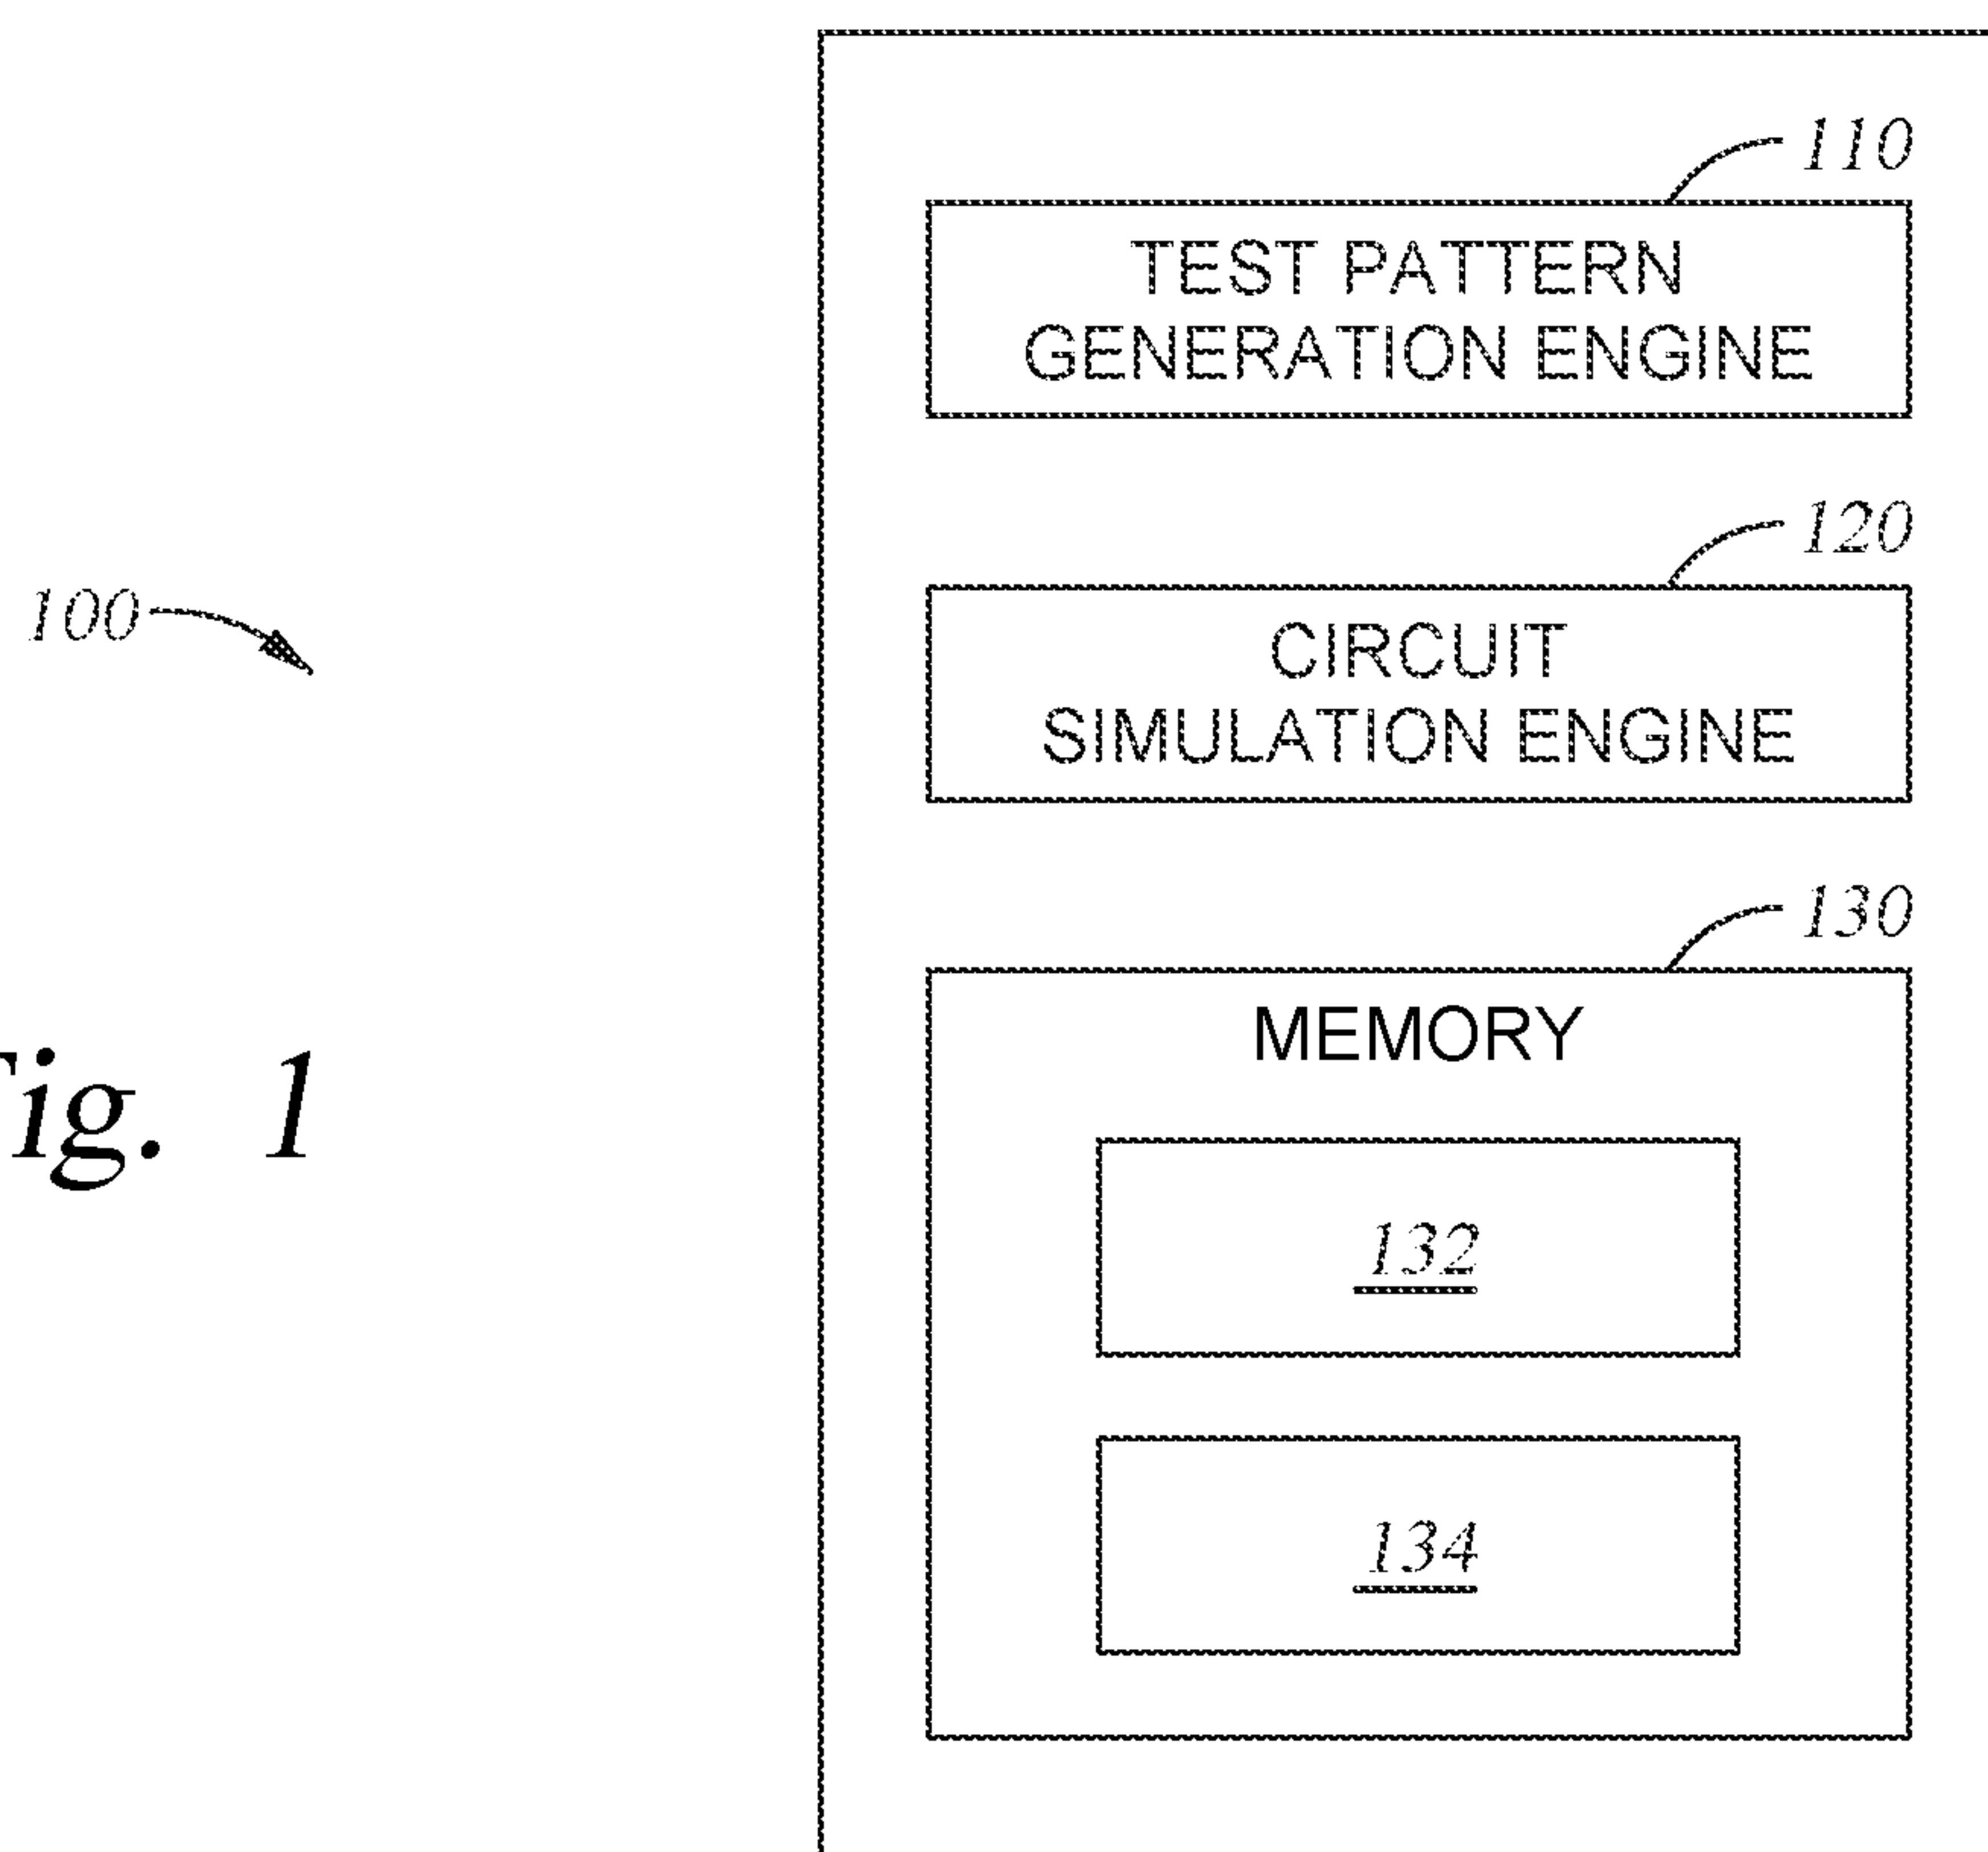 110
TEST PATTERN
GENERATION ENGINE
120
CIRCUIT
SIMULATION ENGINE
100
130
MEMORY
ig. 1
132
134